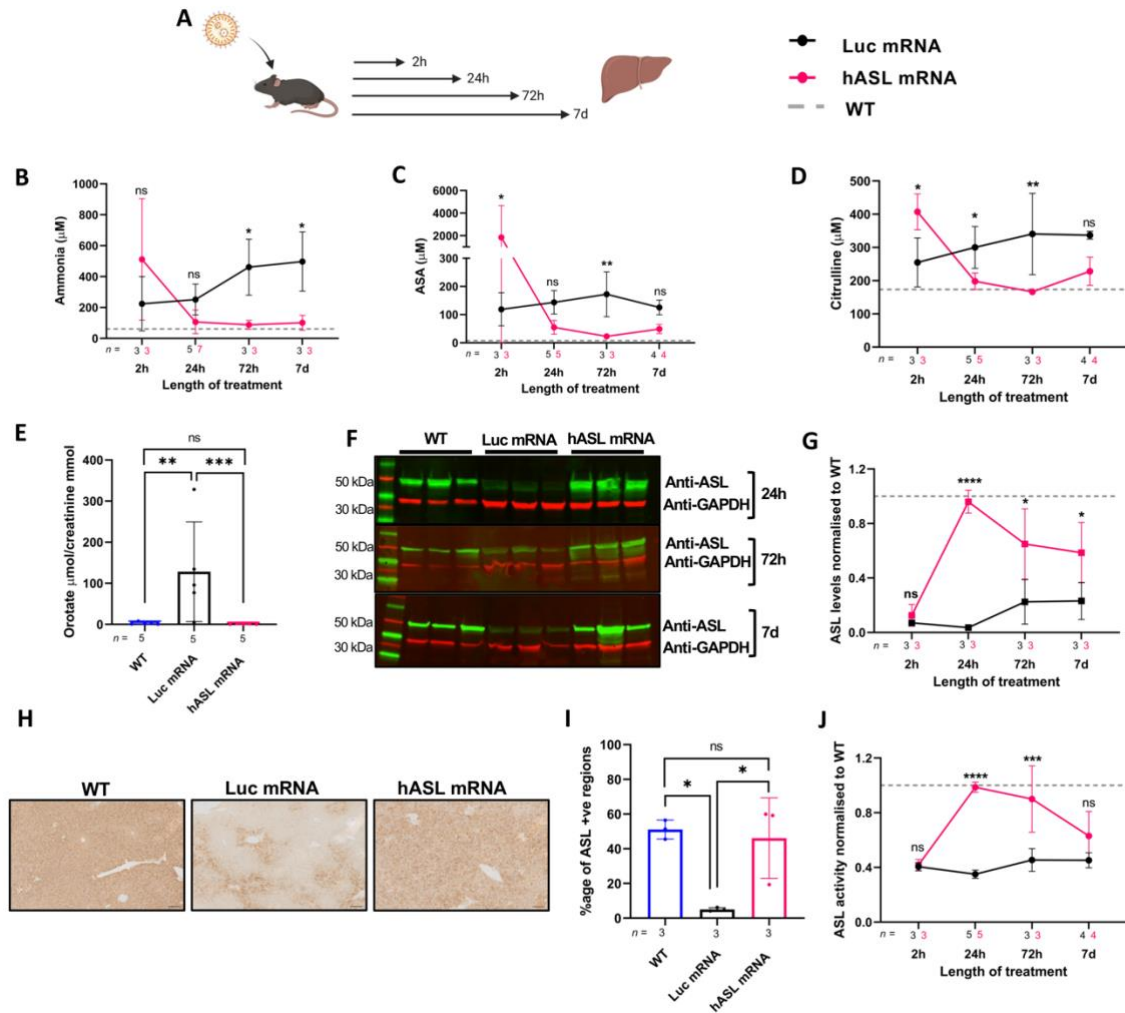 A
2h
24h
72h
7d
Luc mRNA
hASL mRNA
WT
B
1000
800
600
400
200
0
Ammonia (μM)
ns
ns
*
*
n = 3 3 5 7 3 3 3 3
2h 24h 72h 7d
Length of treatment
C
6000
4000
2000
300
200
100
0
ASA (μM)
*
ns
**
ns
n = 3 3 5 5 3 3 4 4
2h 24h 72h 7d
Length of treatment
D
500
400
300
200
100
0
Citrulline (μM)
*
*
**
ns
n = 3 3 5 5 3 3 4 4
2h 24h 72h 7d
Length of treatment
E
400
300
200
100
0
Orotate μmol/creatinine mmol
ns
** ***
n = 5 5 5
WT Luc mRNA hASL mRNA
F
WT Luc mRNA hASL mRNA
50 kDa Anti-ASL
30 kDa Anti-GAPDH
24h
50 kDa Anti-ASL
30 kDa Anti-GAPDH
72h
50 kDa Anti-ASL
30 kDa Anti-GAPDH
7d
G
1.2
0.8
0.4
0.0
ASL levels normalised to WT
ns
****
*
*
n = 3 3 3 3 3 3 3 3
2h 24h 72h 7d
Length of treatment
H
WT Luc mRNA hASL mRNA
I
100
80
60
40
20
0
%age of ASL +ve regions
ns
* *
n = 3 3 3
WT Luc mRNA hASL mRNA
J
1.2
0.8
0.4
0.0
ASL activity normalised to WT
ns
****
***
ns
n = 3 3 5 5 3 3 4 4
2h 24h 72h 7d
Length of treatment